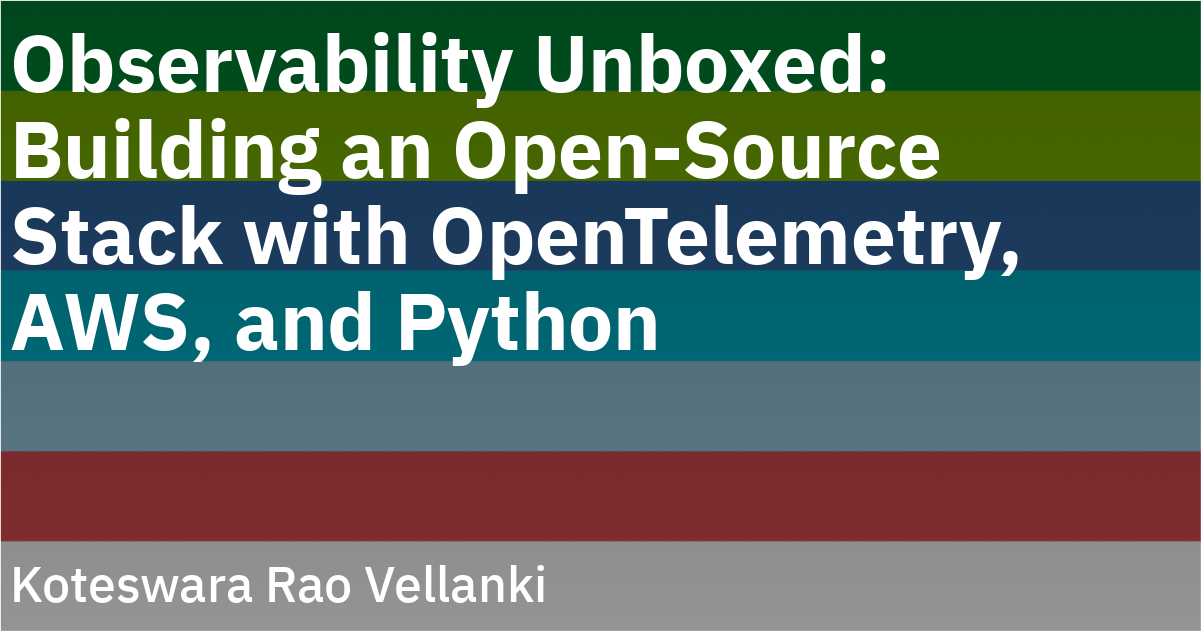 Observability Unboxed:
Building an Open-Source
Stack with OpenTelemetry,
AWS, and Python
Koteswara Rao Vellanki